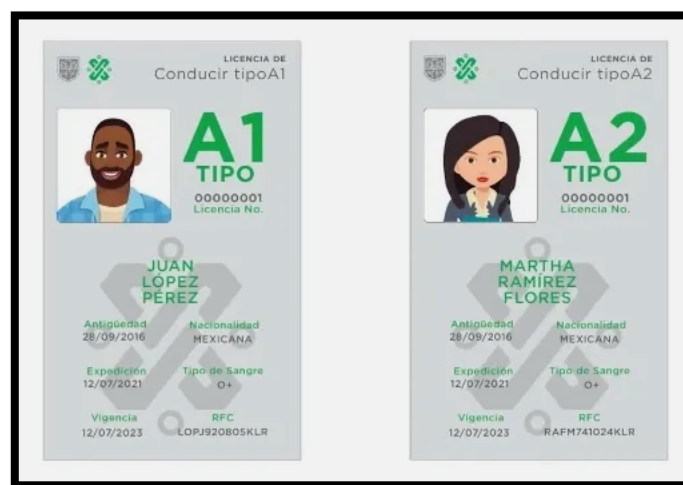 LICENCIA DE
Conducir tipoA1
A1
TIPO
00000001
Licencia No.
JUAN
LÓPEZ
PÉREZ
Antigüedad Nacionalidad
28/09/2016 MEXICANA
Expedición Tipo de Sangre
12/07/2021 O+
Vigencia RFC
12/07/2023 LOPJ920805KLR
LICENCIA DE
Conducir tipoA2
A2
TIPO
00000001
Licencia No.
MARTHA
RAMÍREZ
FLORES
Antigüedad Nacionalidad
28/09/2016 MEXICANA
Expedición Tipo de Sangre
12/07/2021 O+
Vigencia RFC
12/07/2023 RAFM741024KLR